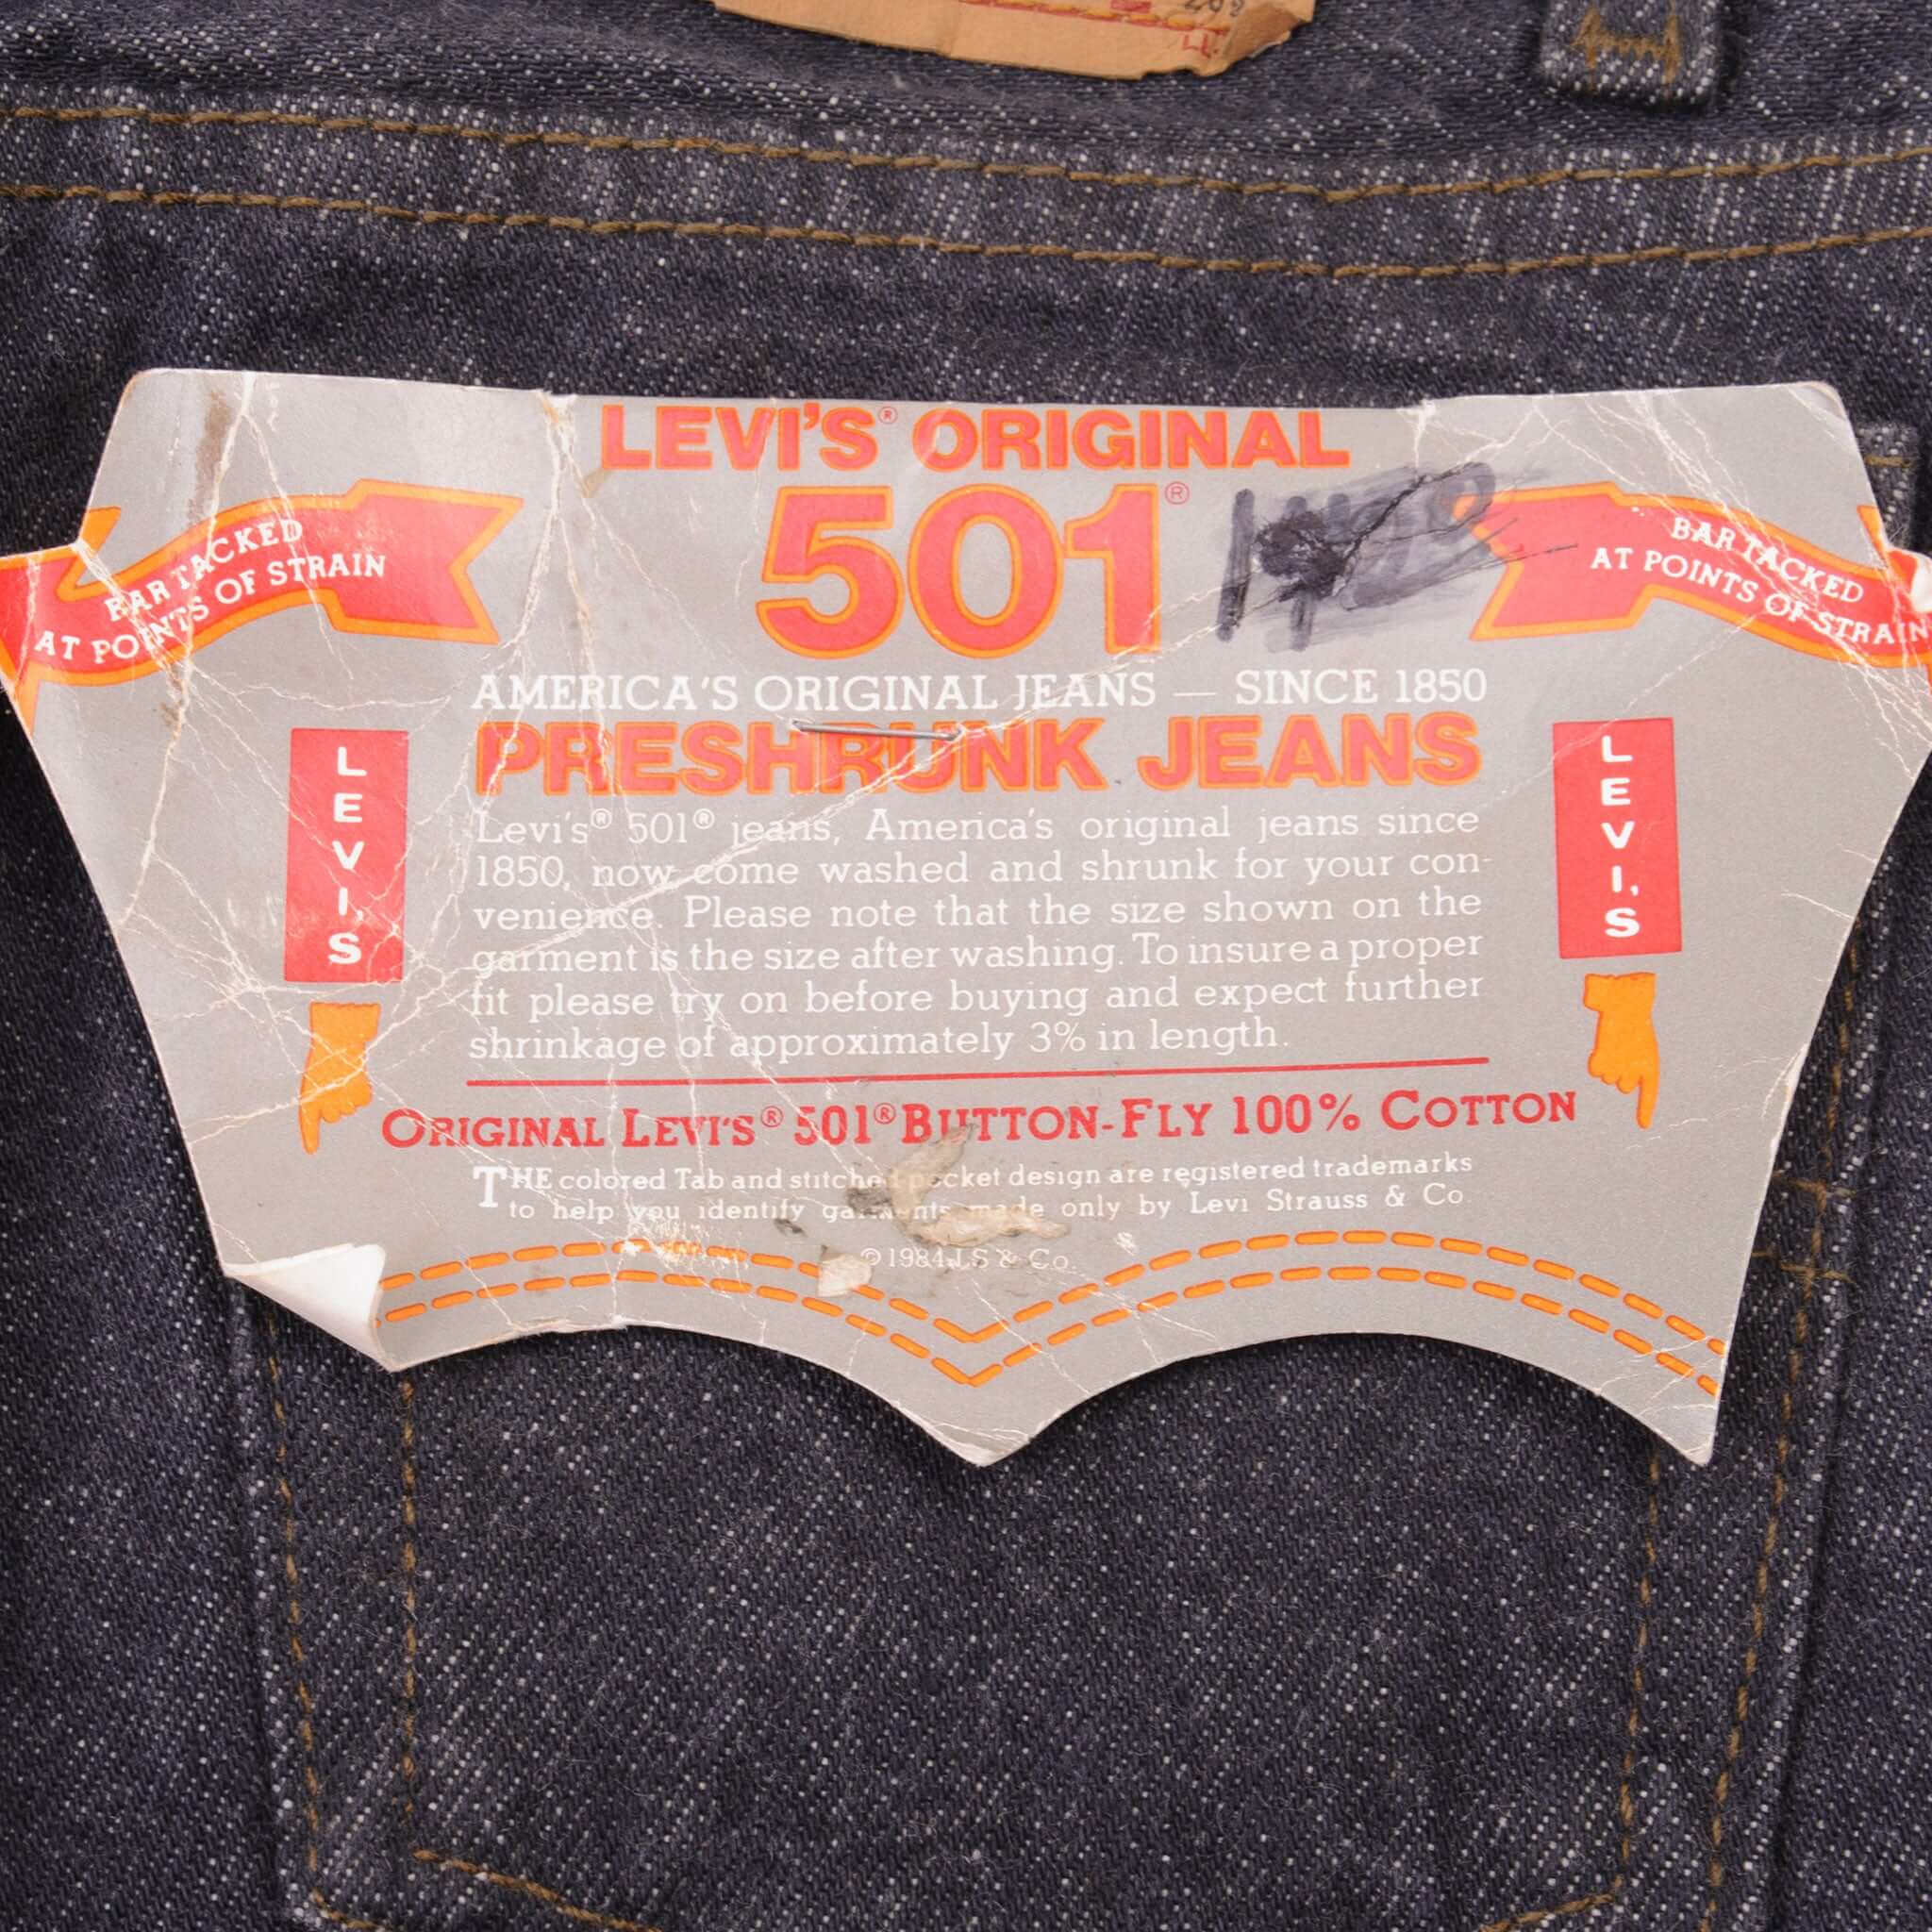 LEVI'S® ORIGINAL
501®
BAR TACKED
AT POINTS OF STRAIN
BAR TACKED
AT POINTS OF STRAIN
AMERICA'S ORIGINAL JEANS — SINCE 1850
PRESHRUNK JEANS
LEVI'S
LEVI'S
Levi's® 501® jeans, America's original jeans since
1850, now come washed and shrunk for your con-
venience. Please note that the size shown on the
garment is the size after washing. To insure a proper
fit please try on before buying and expect further
shrinkage of approximately 3% in length.
ORIGINAL LEVI'S® 501® BUTTON-FLY 100% COTTON
THE colored Tab and stitched pocket design are registered trademarks
to help you identify garments made only by Levi Strauss & Co.
©1984 LS & Co.